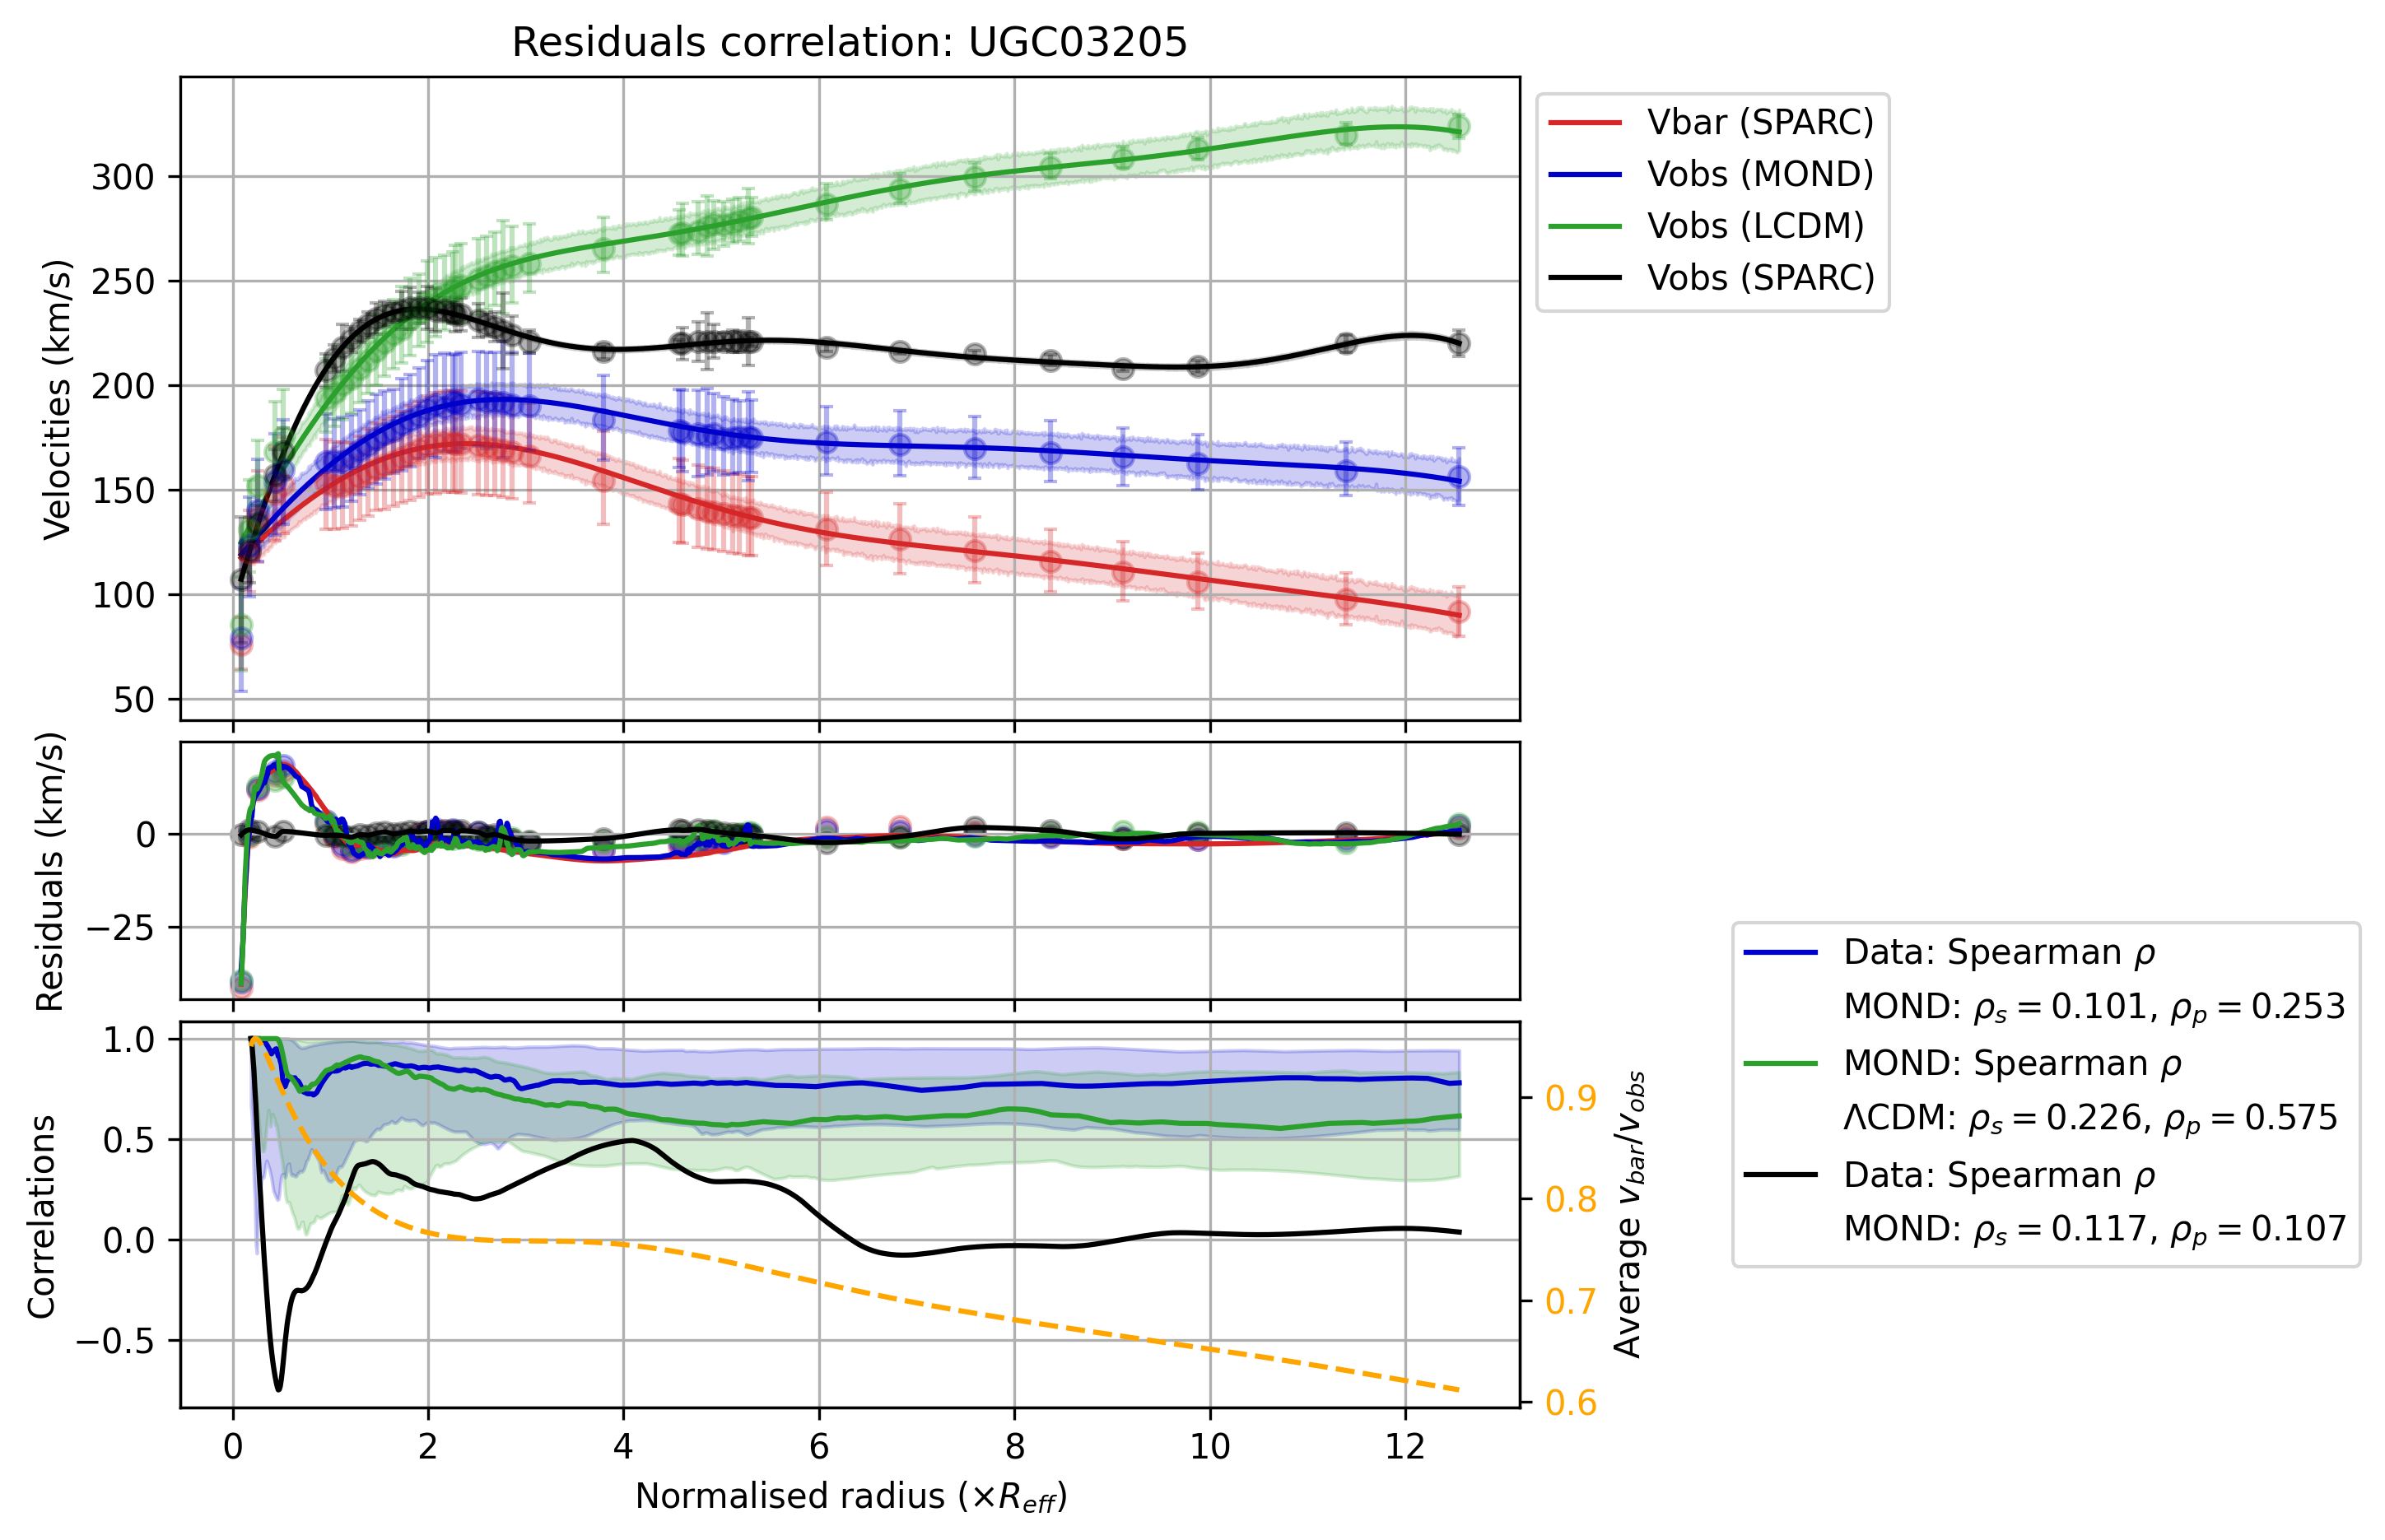 Residuals correlation: UGC03205
Velocities (km/s)
300
250
200
150
100
50
Vbar (SPARC)
Vobs (MOND)
Vobs (LCDM)
Vobs (SPARC)
Residuals (km/s)
0
−25
Correlations
1.0
0.5
0.0
−0.5
0.9
0.8
0.7
0.6
Average v_bar/v_obs
Data: Spearman ρ
MOND: ρ_s = 0.101, ρ_p = 0.253
MOND: Spearman ρ
ΛCDM: ρ_s = 0.226, ρ_p = 0.575
Data: Spearman ρ
MOND: ρ_s = 0.117, ρ_p = 0.107
0 2 4 6 8 10 12
Normalised radius (×R_eff)